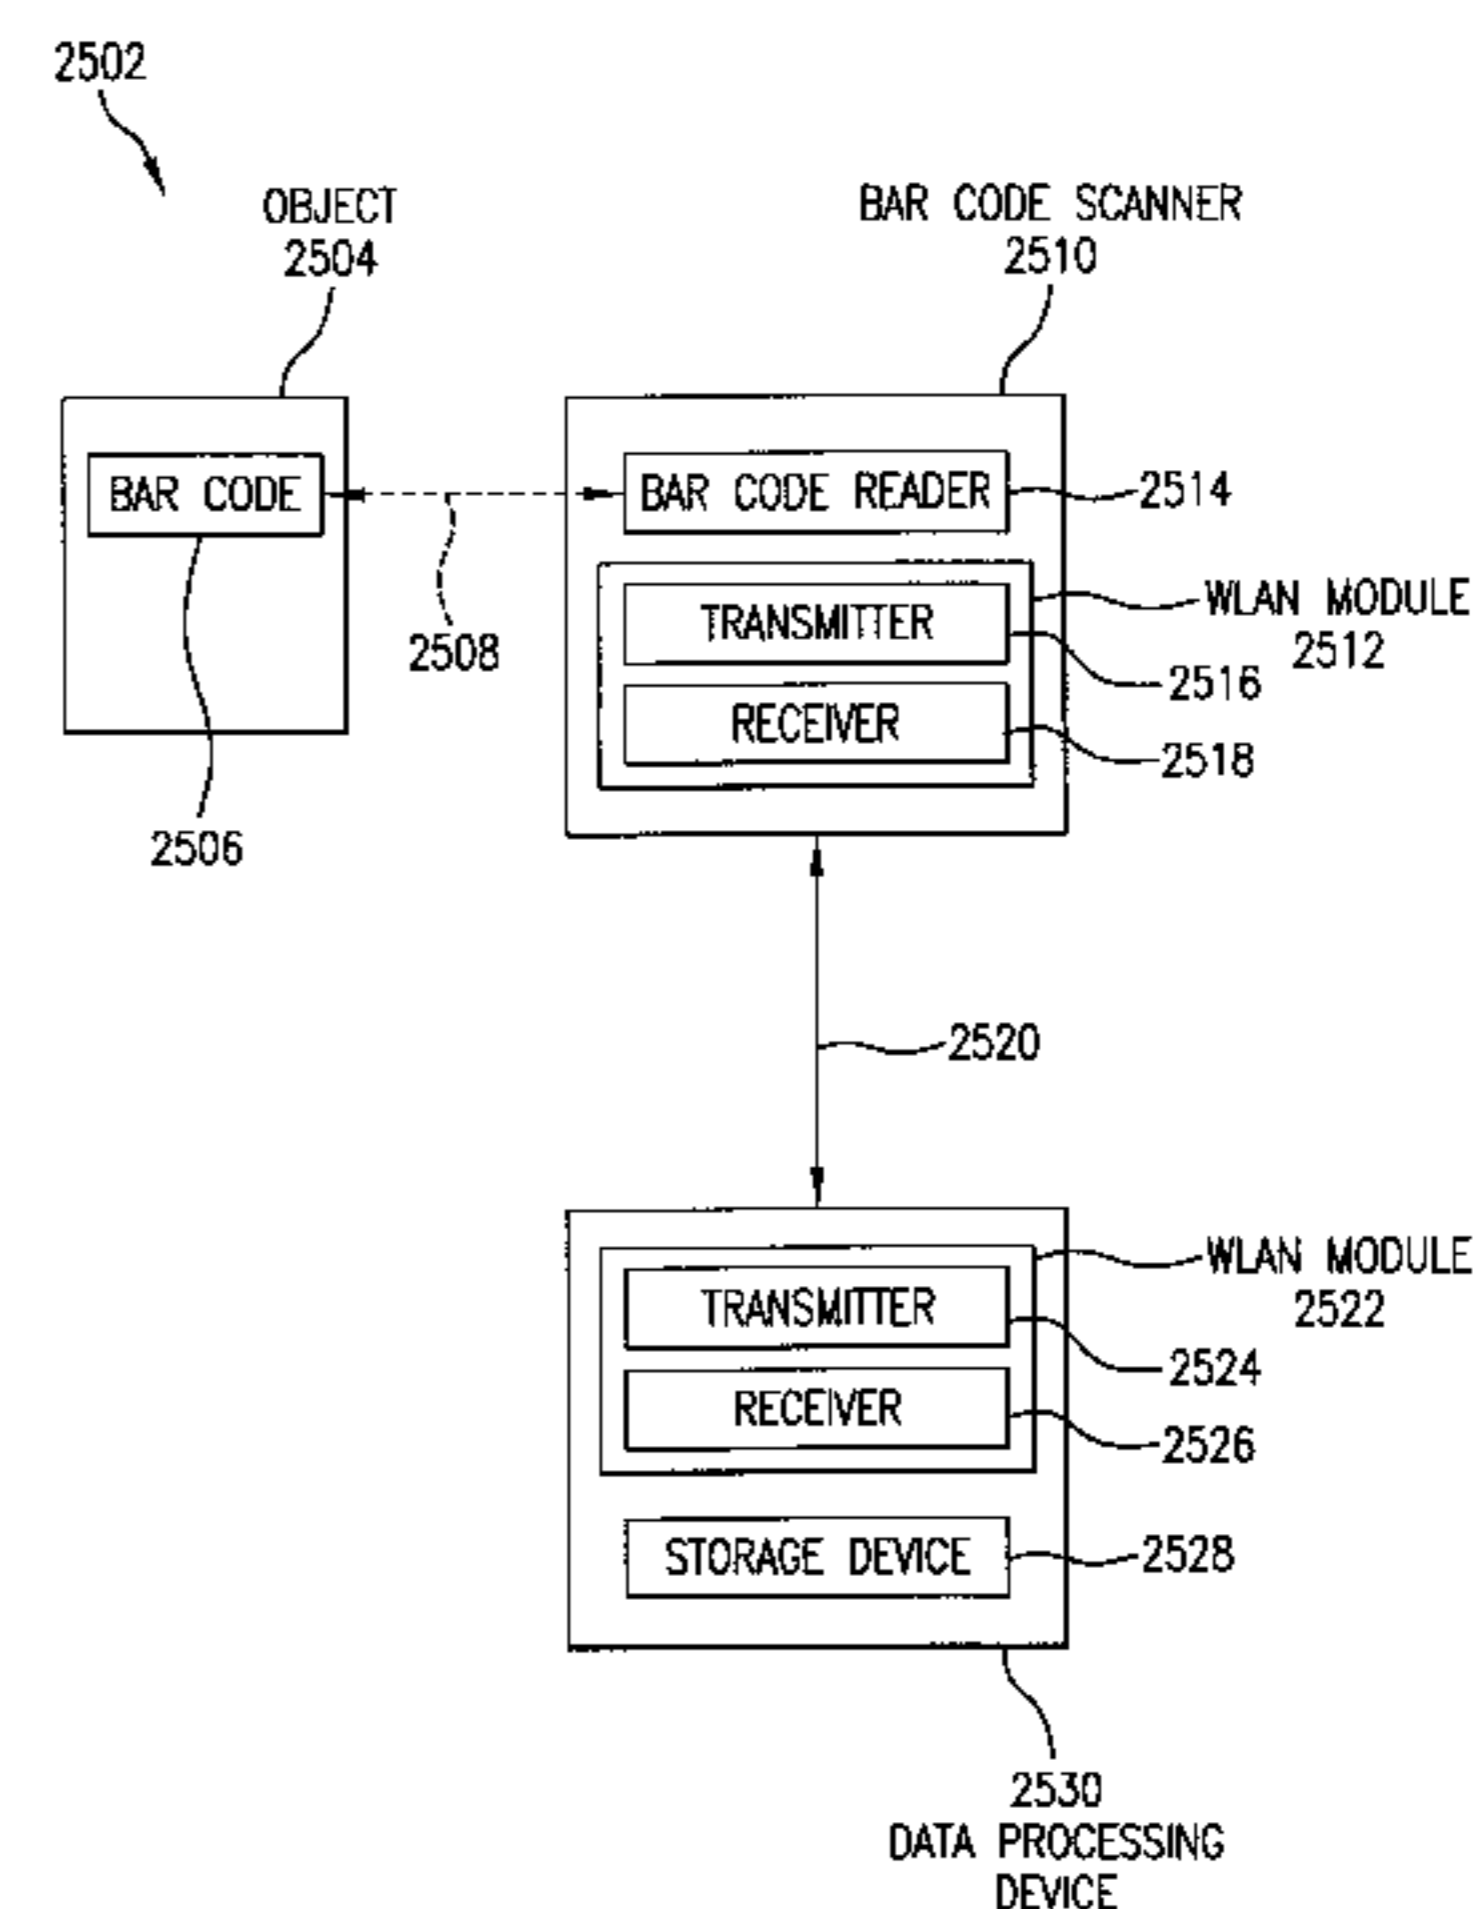 2502
OBJECT
2504
BAR CODE SCANNER
2510
BAR CODE
BAR CODE READER
2514
2508
2506
TRANSMITTER
WLAN MODULE
2512
2516
RECEIVER
2518
2520
WLAN MODULE
2522
TRANSMITTER
2524
RECEIVER
2526
STORAGE DEVICE
2528
2530
DATA PROCESSING
DEVICE